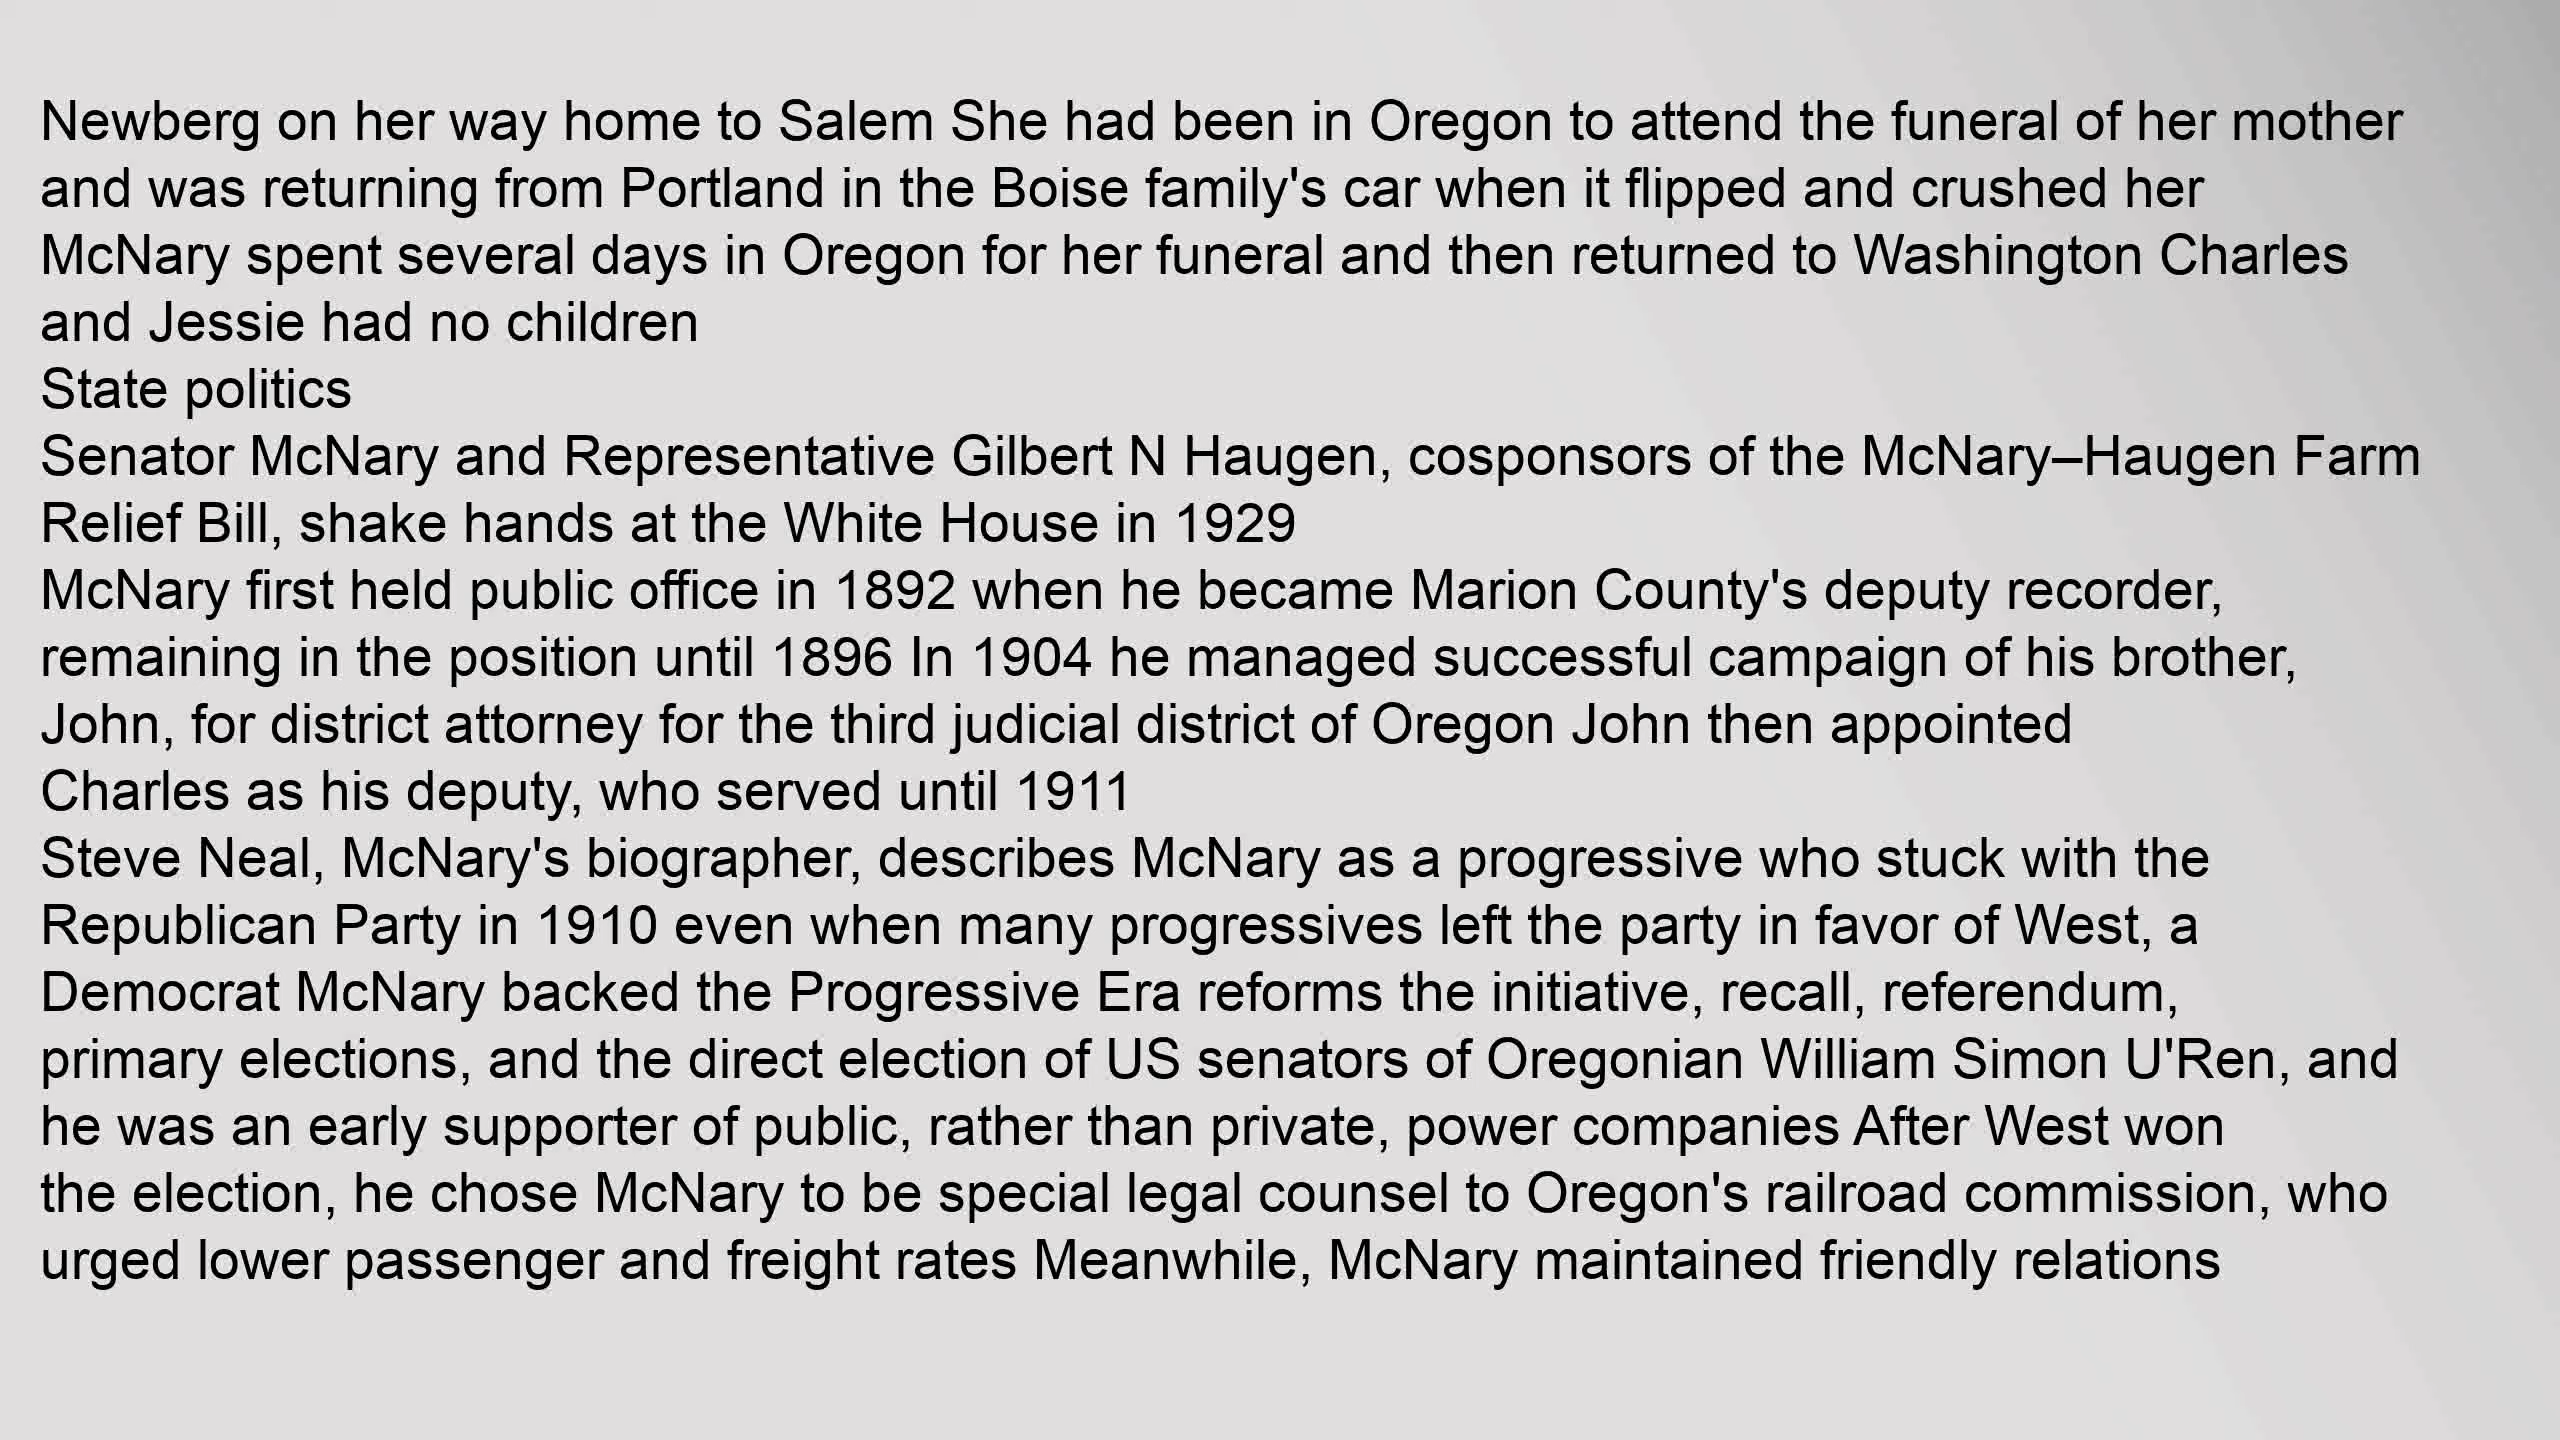 Newberg on her way home to Salem She had been in Oregon to attend the funeral of her mother
and was returning from Portland in the Boise family's car when it flipped and crushed her
McNary spent several days in Oregon for her funeral and then returned to Washington Charles
and Jessie had no children
State politics
Senator McNary and Representative Gilbert N Haugen, cosponsors of the McNary–Haugen Farm
Relief Bill, shake hands at the White House in 1929
McNary first held public office in 1892 when he became Marion County's deputy recorder,
remaining in the position until 1896 In 1904 he managed successful campaign of his brother,
John, for district attorney for the third judicial district of Oregon John then appointed
Charles as his deputy, who served until 1911
Steve Neal, McNary's biographer, describes McNary as a progressive who stuck with the
Republican Party in 1910 even when many progressives left the party in favor of West, a
Democrat McNary backed the Progressive Era reforms the initiative, recall, referendum,
primary elections, and the direct election of US senators of Oregonian William Simon U'Ren, and
he was an early supporter of public, rather than private, power companies After West won
the election, he chose McNary to be special legal counsel to Oregon's railroad commission, who
urged lower passenger and freight rates Meanwhile, McNary maintained friendly relations